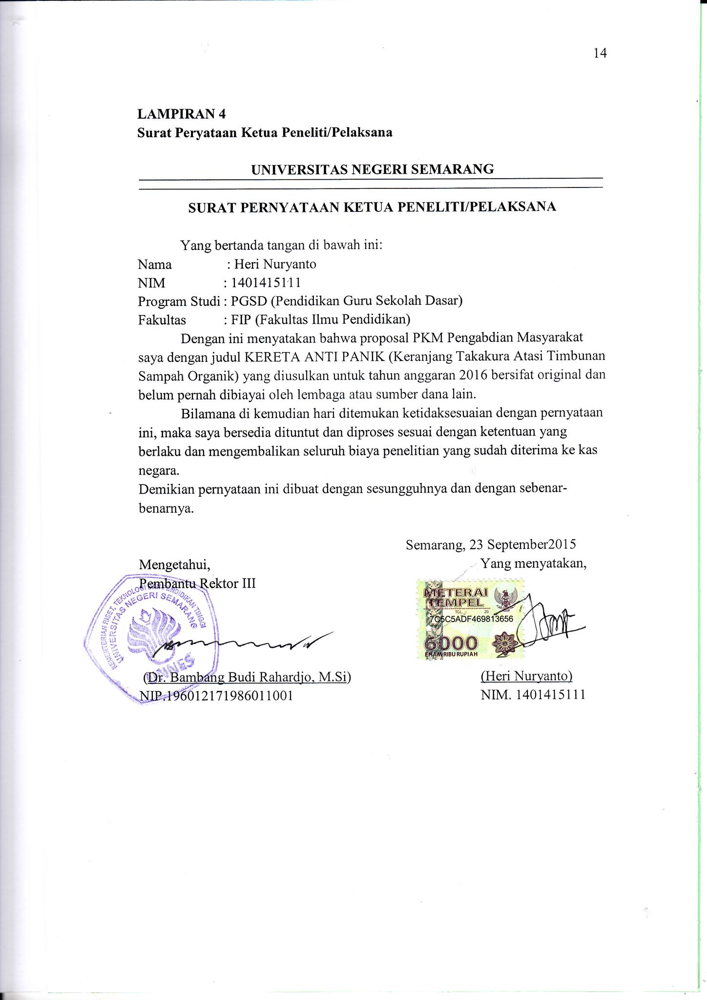 14
LAMPIRAN 4
Surat Peryataan Ketua Peneliti/Pelaksana
UNIVERSITAS NEGERI SEMARANG
SURAT PERNYATAAN KETUA PENELITI/PELAKSANA
Yang bertanda tangan di bawah ini:
Nama : Heri Nuryanto
NIM : 1401415111
Program Studi : PGSD (Pendidikan Guru Sekolah Dasar)
Fakultas : FIP (Fakultas Ilmu Pendidikan)
Dengan ini menyatakan bahwa proposal PKM Pengabdian Masyarakat
saya dengan judul KERETA ANTI PANIK (Keranjang Takakura Atasi Timbunan
Sampah Organik) yang diusulkan untuk tahun anggaran 2016 bersifat original dan
belum pernah dibiayai oleh lembaga atau sumber dana lain.
Bilamana di kemudian hari ditemukan ketidaksesuaian dengan pernyataan
ini, maka saya bersedia dituntut dan diproses sesuai dengan ketentuan yang
berlaku dan mengembalikan seluruh biaya penelitian yang sudah diterima ke kas
negara.
Demikian pernyataan ini dibuat dengan sesungguhnya dan dengan sebenar-
benarnya.
Semarang, 23 September2015
Mengetahui,
Yang menyatakan,
Pembantu Rektor III
KEMENTERIAN RISET, TEKNOLOGI DAN PENDIDIKAN TINGGI
UNIVERSITAS NEGERI SEMARANG
UNNES
METERAI
TEMPEL
TGL. 20
7C5C5ADF469813656
6000
ENAM RIBU RUPIAH
(Dr. Bambang Budi Rahardjo, M.Si)
(Heri Nuryanto)
NIP.196012171986011001
NIM. 1401415111